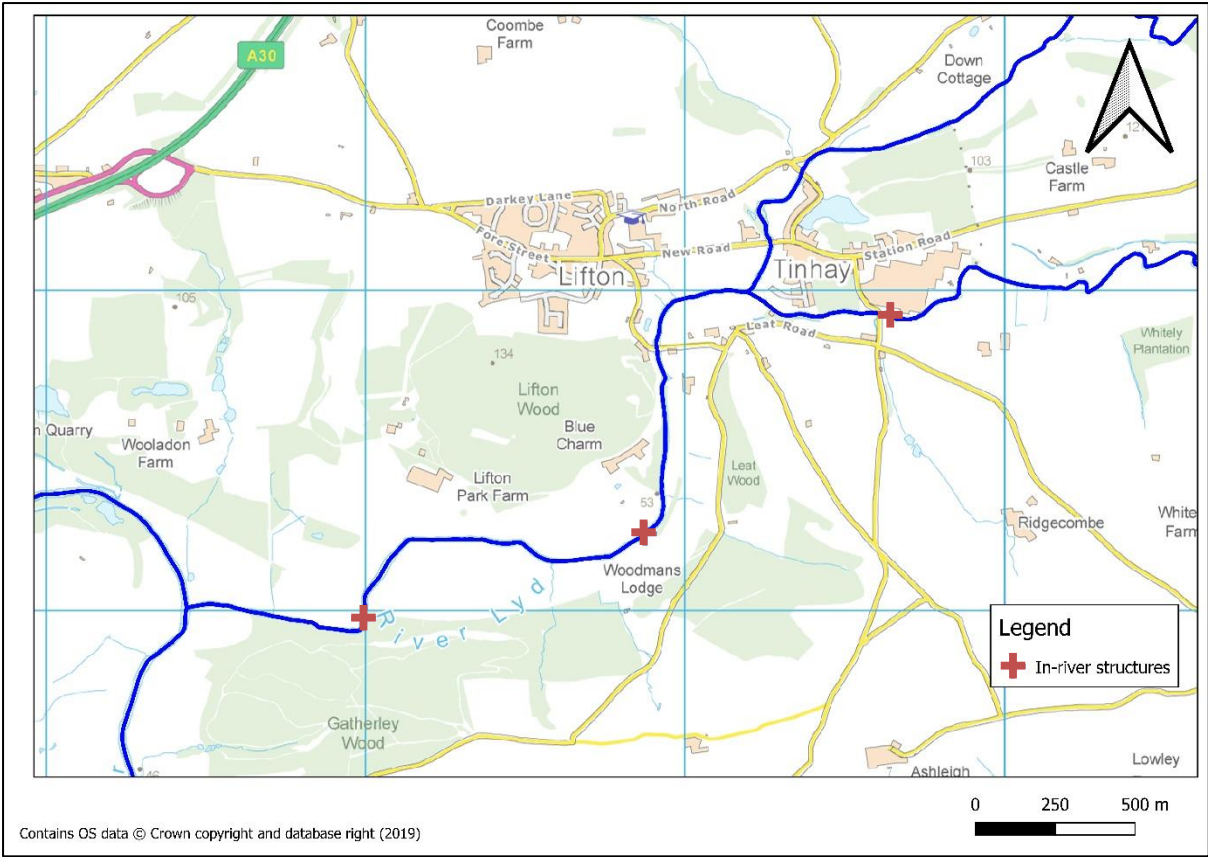 Coombe
Farm
A30
Down
Cottage
121
103
Castle
Farm
Darkey Lane
North Road
Fore Street
New Road
Station Road
Lifton
Tinhay
105
Leat Road
134
Whitely
Plantation
Lifton
Wood
n Quarry
Wooladon
Farm
Blue
Charm
Lifton
Park Farm
Leat
Wood
53
Ridgecombe
White
Farm
Woodmans
Lodge
River Lyd
Legend
In-river structures
Gatherley
Wood
46
r
7
Ashleigh
Lowley
0 250 500 m
Contains OS data © Crown copyright and database right (2019)